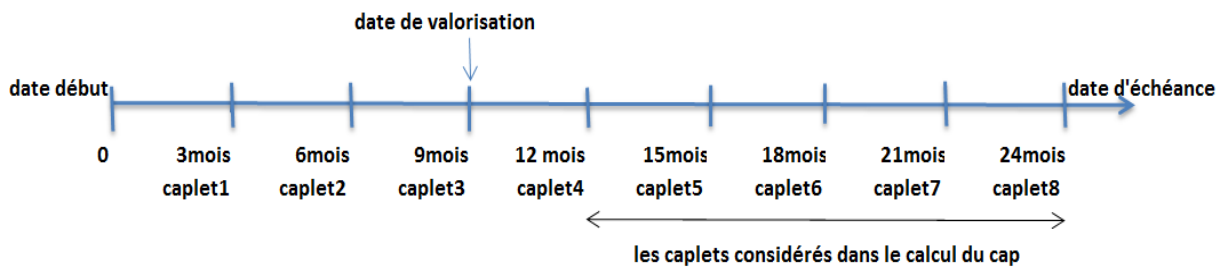 date de valorisation
date début
date d'échéance
0 3mois 6mois 9mois 12 mois 15mois 18mois 21mois 24mois
caplet1 caplet2 caplet3 caplet4 caplet5 caplet6 caplet7 caplet8
les caplets considérés dans le calcul du cap